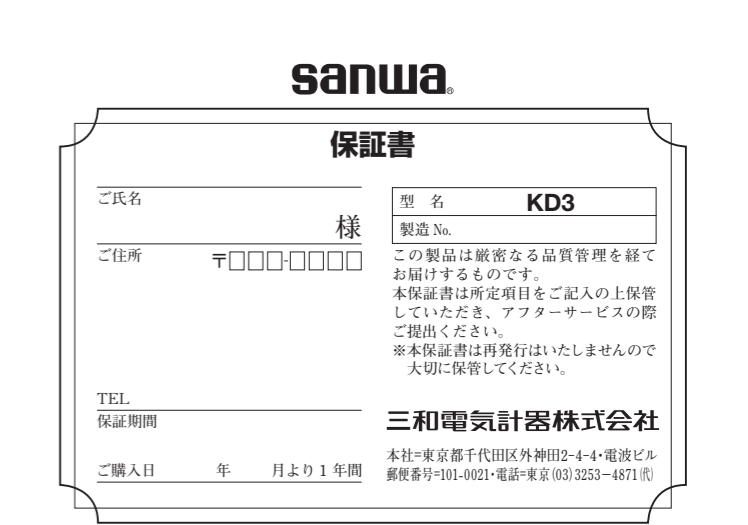 sanwa®
保証書
ご氏名
様
ご住所 〒□□□-□□□□
TEL
保証期間
ご購入日 年 月より1年間
型 名 KD3
製造 No.
この製品は厳密なる品質管理を経て
お届けするものです。
本保証書は所定項目をご記入の上保管
していただき、アフターサービスの際
ご提出ください。
※本保証書は再発行はいたしませんので
大切に保管してください。
三和電気計器株式会社
本社=東京都千代田区外神田2-4-4・電波ビル
郵便番号=101-0021・電話=東京(03)3253-4871㈹